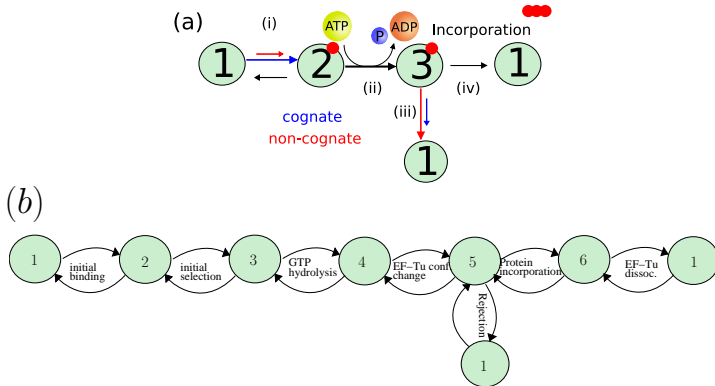 (a)
(i)
ATP
P
ADP
Incorporation
1
2
3
1
(ii)
(iv)
cognate
non-cognate
(iii)
1
(b)
1
initial
binding
2
initial
selection
3
GTP
hydrolysis
4
EF-Tu conf
change
5
Protein
incorporation
6
EF-Tu
dissoc.
1
Rejection
1